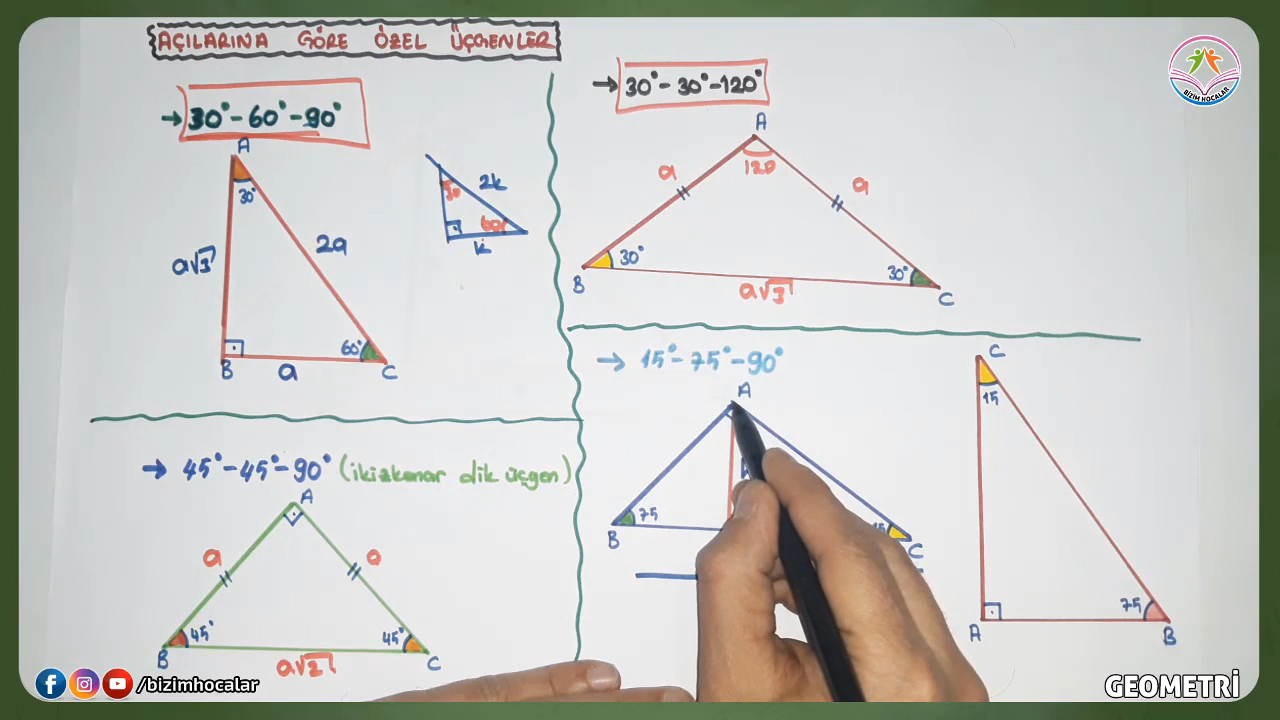 AÇILARINA GÖRE ÖZEL ÜÇGENLER
→ 30° - 60° - 90°
A
30°
a√3
2a
60°
B
a
C
30
2k
60
k
→ 30° - 30° - 120°
A
120
a
a
30°
30°
B
a√3
C
→ 45° - 45° - 90° (ikizkenar dik üçgen)
A
a
a
45°
45°
B
a√2
C
→ 15° - 75° - 90°
A
75
B
C
C
15
75
A
B
BİZİM HOCALAR
/bizimhocalar
GEOMETRİ